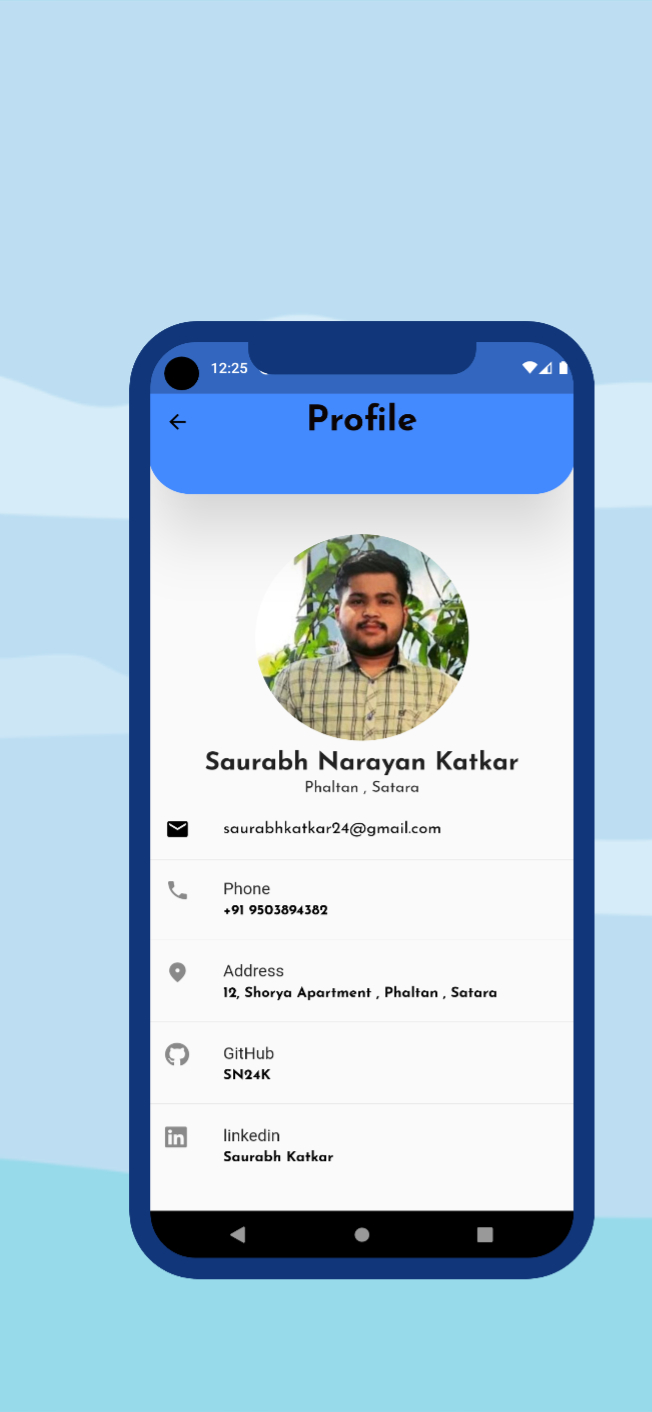 12:25
Profile
Saurabh Narayan Katkar
Phaltan , Satara
saurabhkatkar24@gmail.com
Phone
+91 9503894382
Address
12, Shorya Apartment , Phaltan , Satara
GitHub
SN24K
linkedin
Saurabh Katkar